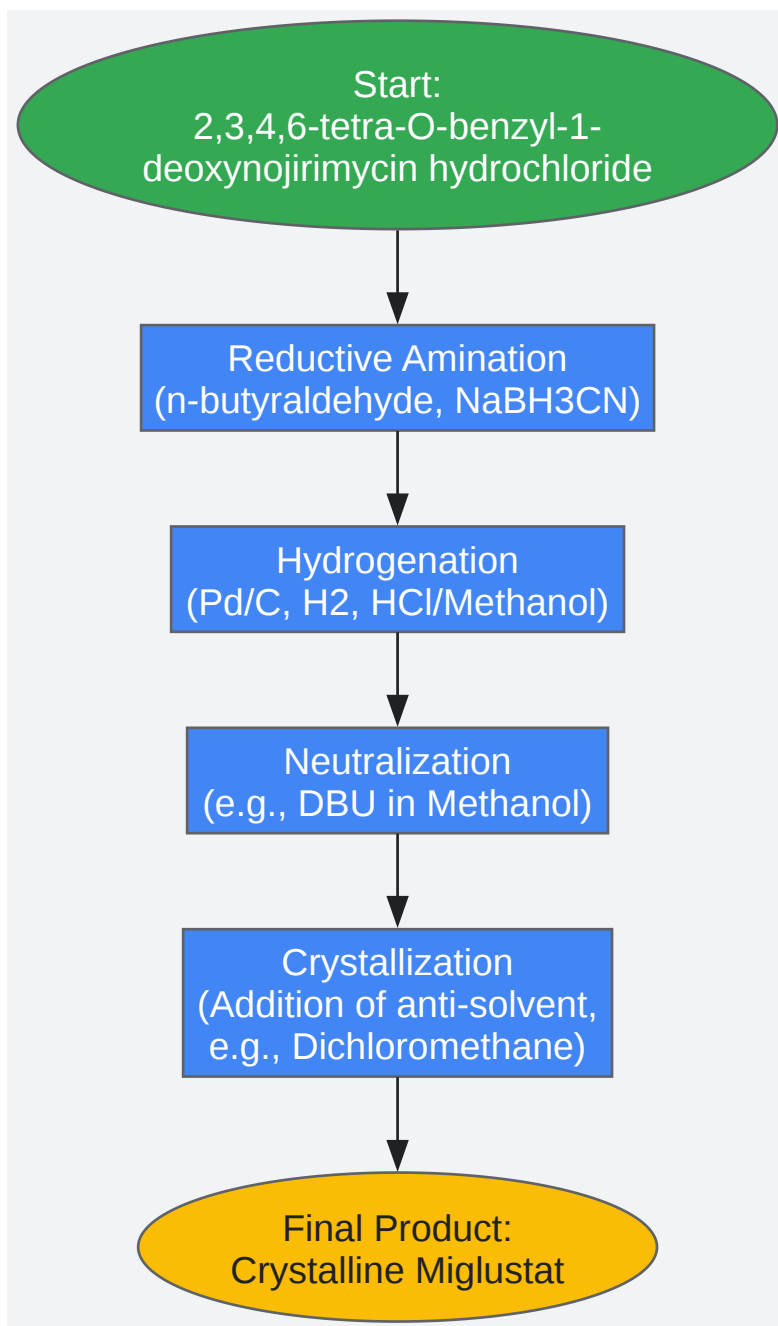 Start:
2,3,4,6-tetra-O-benzyl-1-
deoxynojirimycin hydrochloride
Reductive Amination
(n-butyraldehyde, NaBH3CN)
Hydrogenation
(Pd/C, H2, HCl/Methanol)
Neutralization
(e.g., DBU in Methanol)
Crystallization
(Addition of anti-solvent,
e.g., Dichloromethane)
Final Product:
Crystalline Miglustat